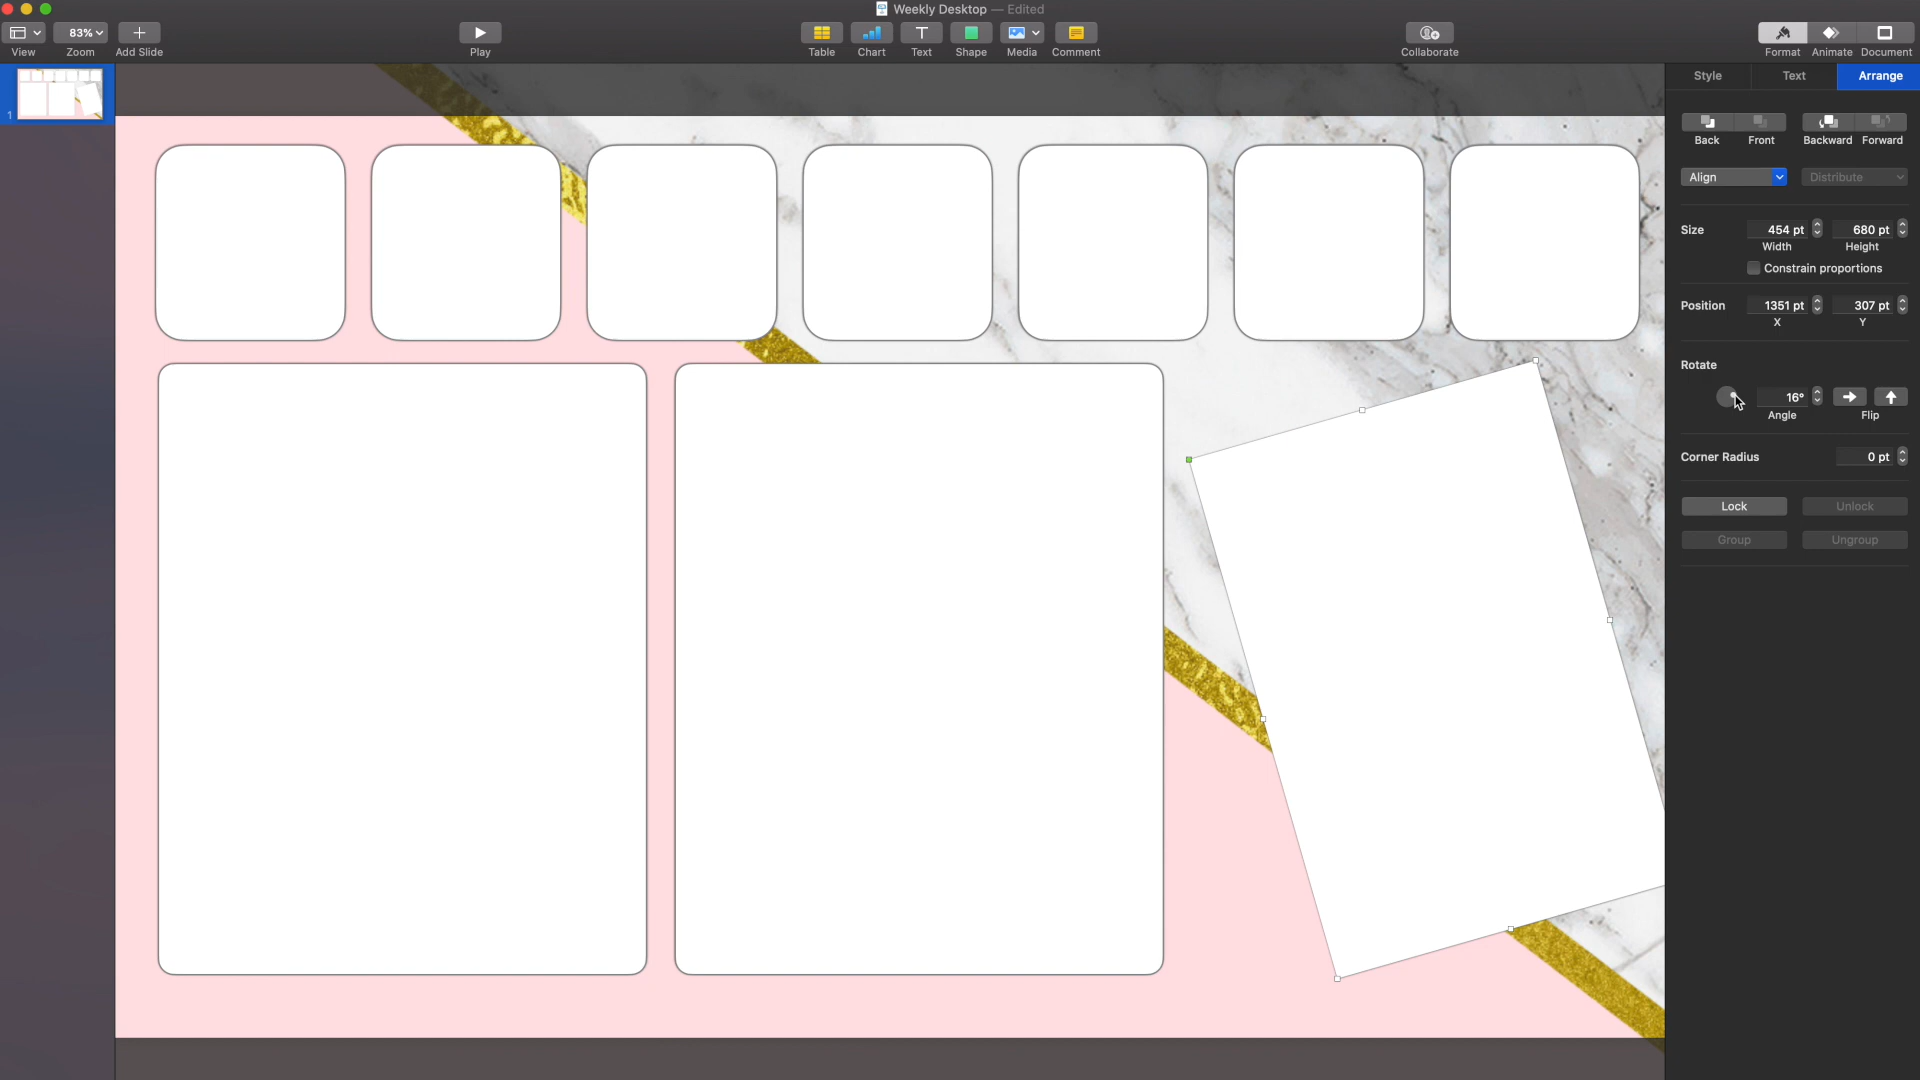 Weekly Desktop — Edited
83%
View Zoom Add Slide
Play
Table Chart Text Shape Media Comment
Collaborate
Format Animate Document
1
Style Text Arrange
Back Front Backward Forward
Align Distribute
Size 454 pt 680 pt
Width Height
Constrain proportions
Position 1351 pt 307 pt
X Y
Rotate
16°
Angle Flip
Corner Radius 0 pt
Lock Unlock
Group Ungroup